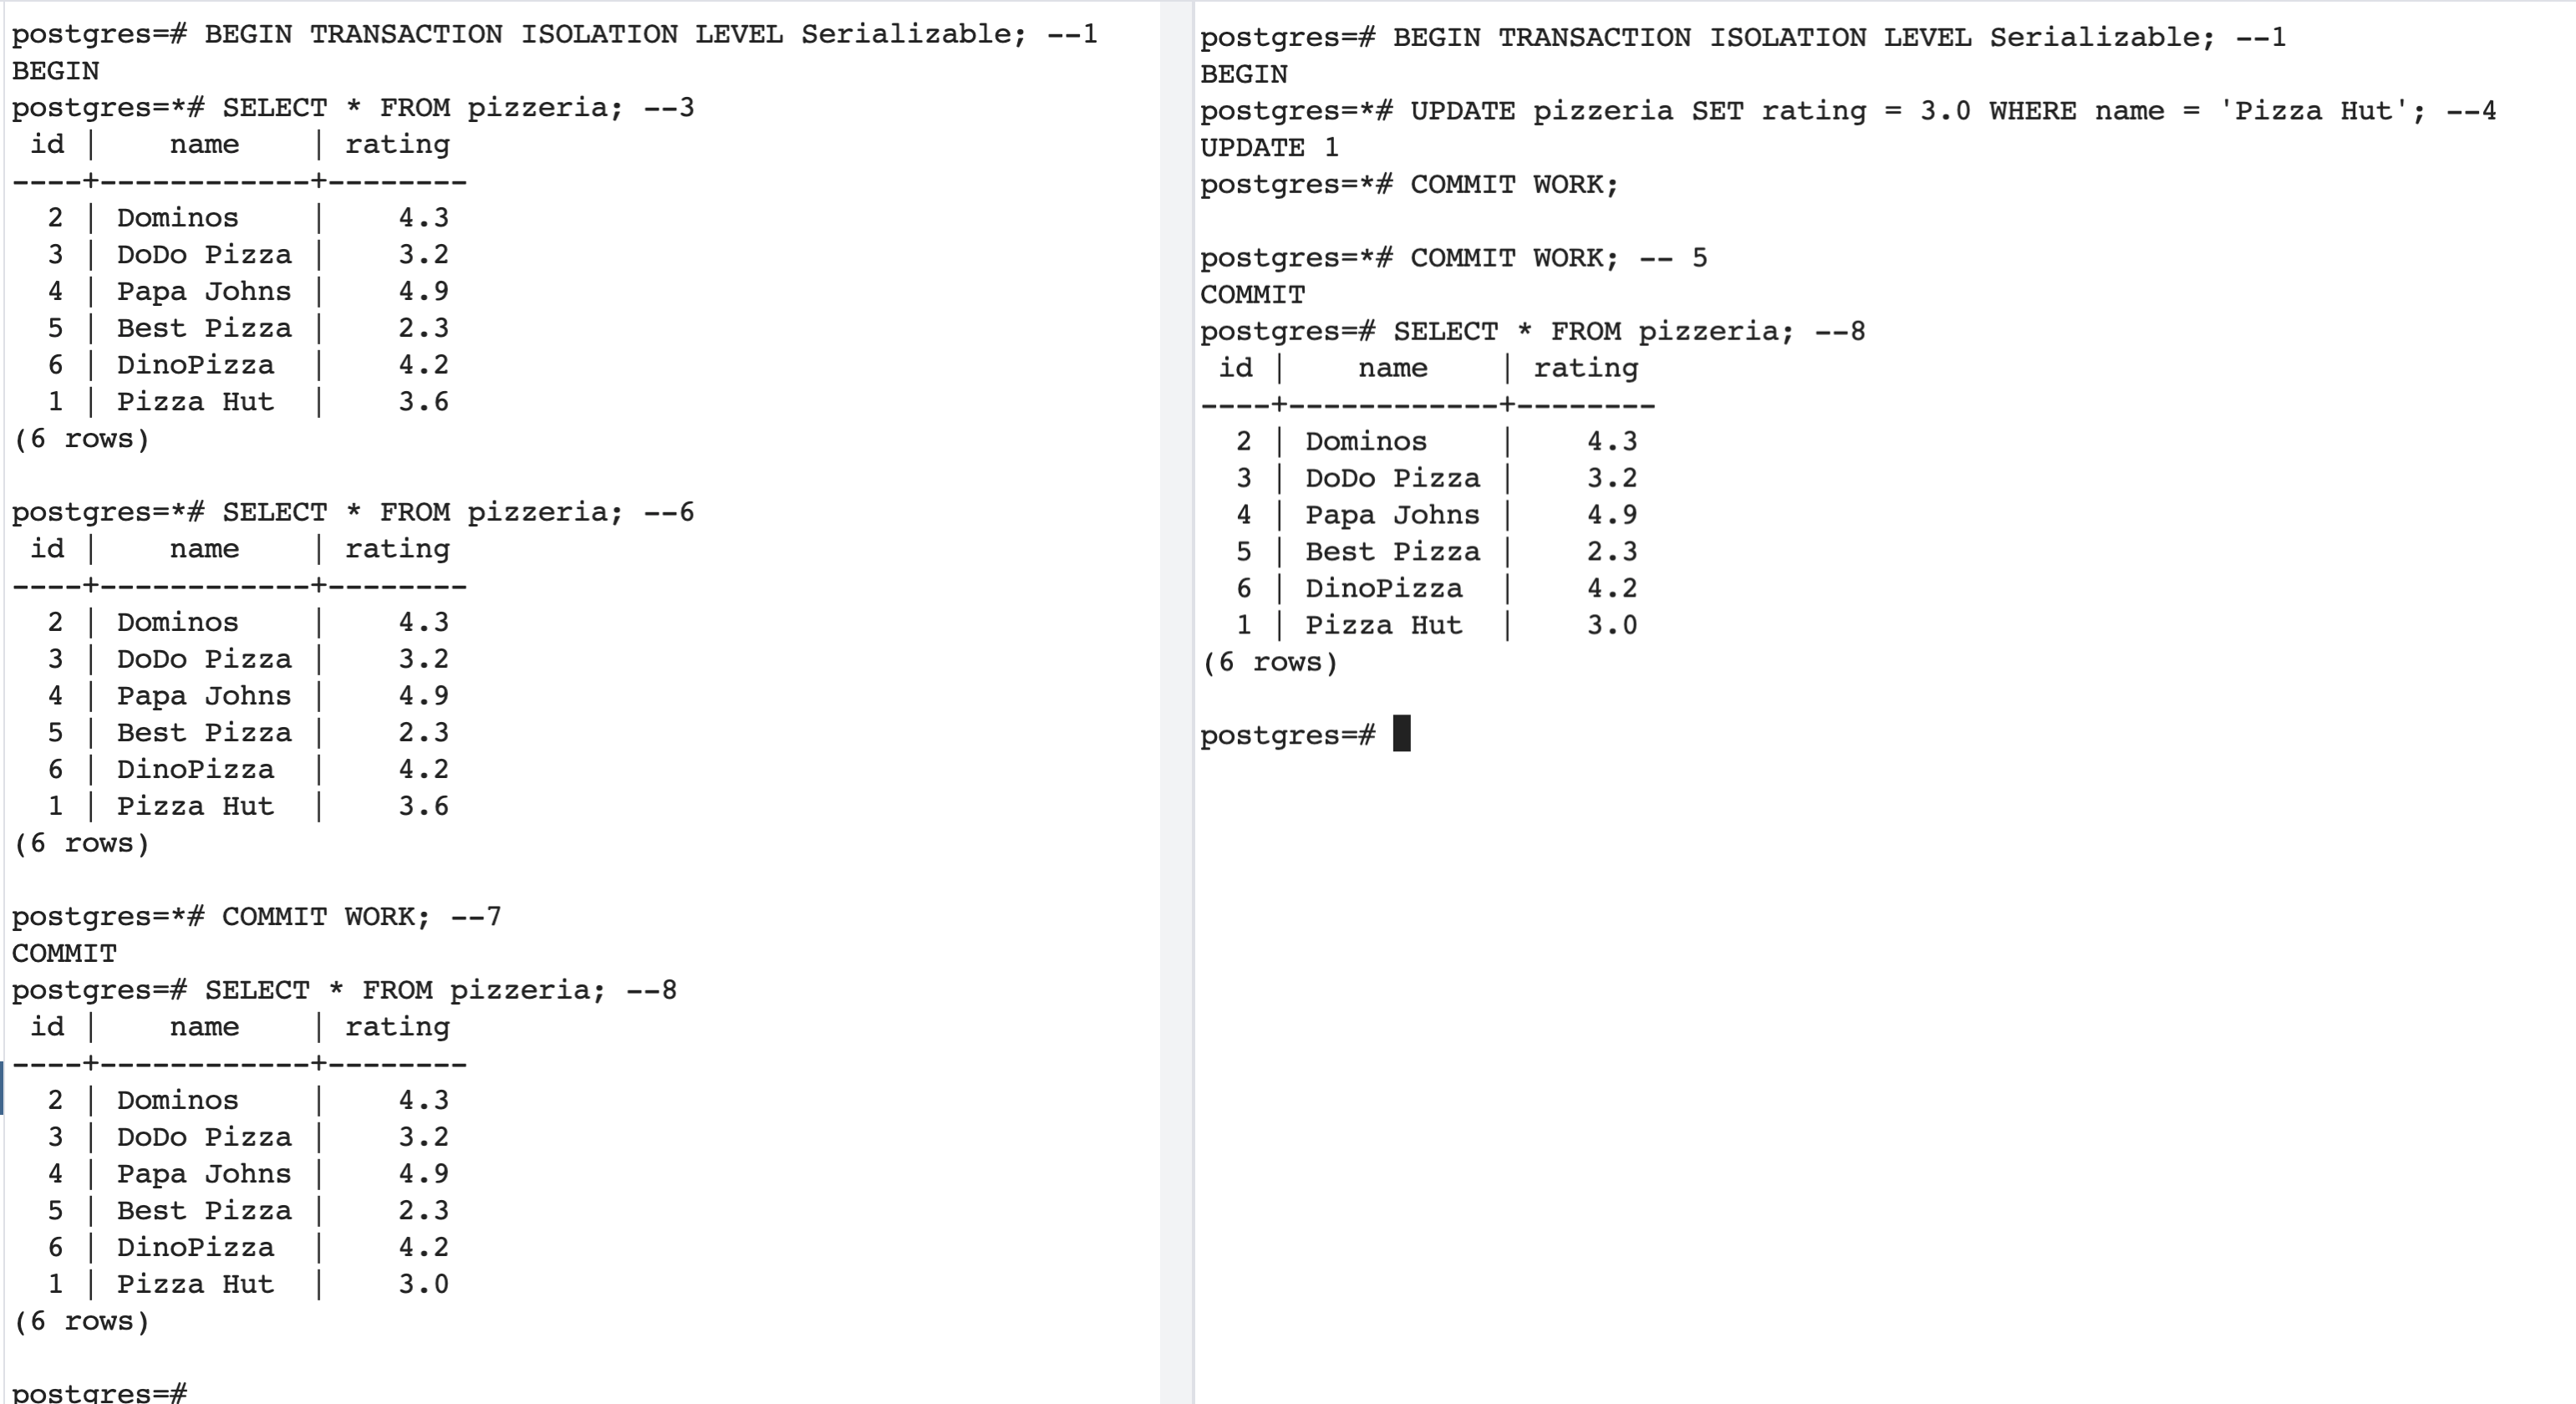 postgres=# BEGIN TRANSACTION ISOLATION LEVEL Serializable; --1
BEGIN
postgres=*# SELECT * FROM pizzeria; --3
 id |    name    | rating
----+------------+--------
  2 | Dominos    |    4.3
  3 | DoDo Pizza |    3.2
  4 | Papa Johns |    4.9
  5 | Best Pizza |    2.3
  6 | DinoPizza  |    4.2
  1 | Pizza Hut  |    3.6
(6 rows)
postgres=*# SELECT * FROM pizzeria; --6
 id |    name    | rating
----+------------+--------
  2 | Dominos    |    4.3
  3 | DoDo Pizza |    3.2
  4 | Papa Johns |    4.9
  5 | Best Pizza |    2.3
  6 | DinoPizza  |    4.2
  1 | Pizza Hut  |    3.6
(6 rows)
postgres=*# COMMIT WORK; --7
COMMIT
postgres=# SELECT * FROM pizzeria; --8
 id |    name    | rating
----+------------+--------
  2 | Dominos    |    4.3
  3 | DoDo Pizza |    3.2
  4 | Papa Johns |    4.9
  5 | Best Pizza |    2.3
  6 | DinoPizza  |    4.2
  1 | Pizza Hut  |    3.0
(6 rows)
postgres=#
postgres=# BEGIN TRANSACTION ISOLATION LEVEL Serializable; --1
BEGIN
postgres=*# UPDATE pizzeria SET rating = 3.0 WHERE name = 'Pizza Hut'; --4
UPDATE 1
postgres=*# COMMIT WORK;
postgres=*# COMMIT WORK; -- 5
COMMIT
postgres=# SELECT * FROM pizzeria; --8
 id |    name    | rating
----+------------+--------
  2 | Dominos    |    4.3
  3 | DoDo Pizza |    3.2
  4 | Papa Johns |    4.9
  5 | Best Pizza |    2.3
  6 | DinoPizza  |    4.2
  1 | Pizza Hut  |    3.0
(6 rows)
postgres=#